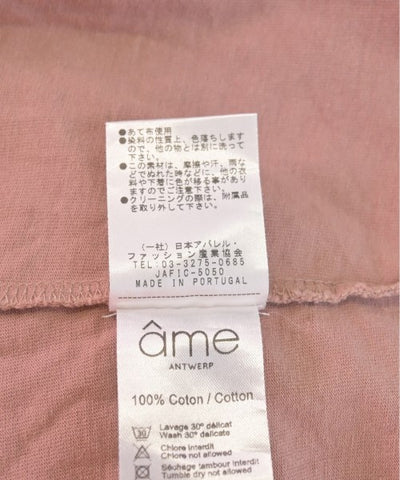 ●あて布使用
●染料の性質上、色落ちします
ので、他の物とは別に洗って
下さい。
●この素材は、摩擦や汗、雨な
どでぬれた時などに、他の衣
料や下着に色が移る事があり
ますのでご注意下さい。
●クリーニングの際は、附属品
を取り外して下さい。
(一社)日本アパレル・
ファッション産業協会
TEL:03-3275-0685
JAFIC-5050
MADE IN PORTUGAL
âme
ANTWERP
100% Coton / Cotton
30
Lavage 30° délicat
Wash 30° delicate
Chlore interdit
Chlore not allowed
Séchage tambour interdit
Tumble dry not allowed